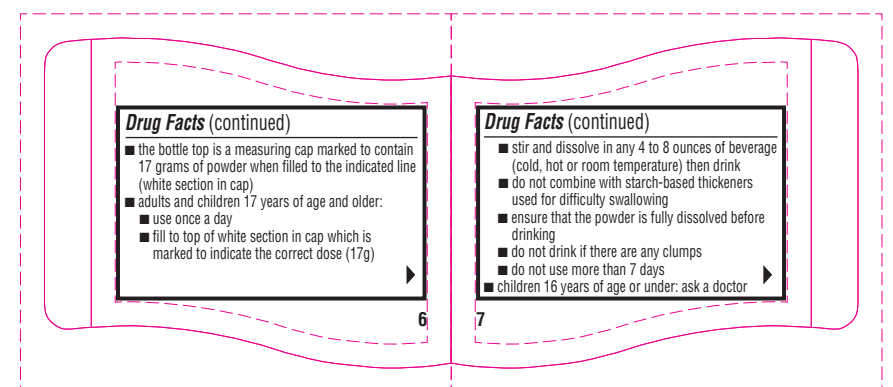 Drug Facts (continued)
■ the bottle top is a measuring cap marked to contain
17 grams of powder when filled to the indicated line
(white section in cap)
■ adults and children 17 years of age and older:
■ use once a day
■ fill to top of white section in cap which is
marked to indicate the correct dose (17g)
6
Drug Facts (continued)
■ stir and dissolve in any 4 to 8 ounces of beverage
(cold, hot or room temperature) then drink
■ do not combine with starch-based thickeners
used for difficulty swallowing
■ ensure that the powder is fully dissolved before
drinking
■ do not drink if there are any clumps
■ do not use more than 7 days
■ children 16 years of age or under: ask a doctor
7